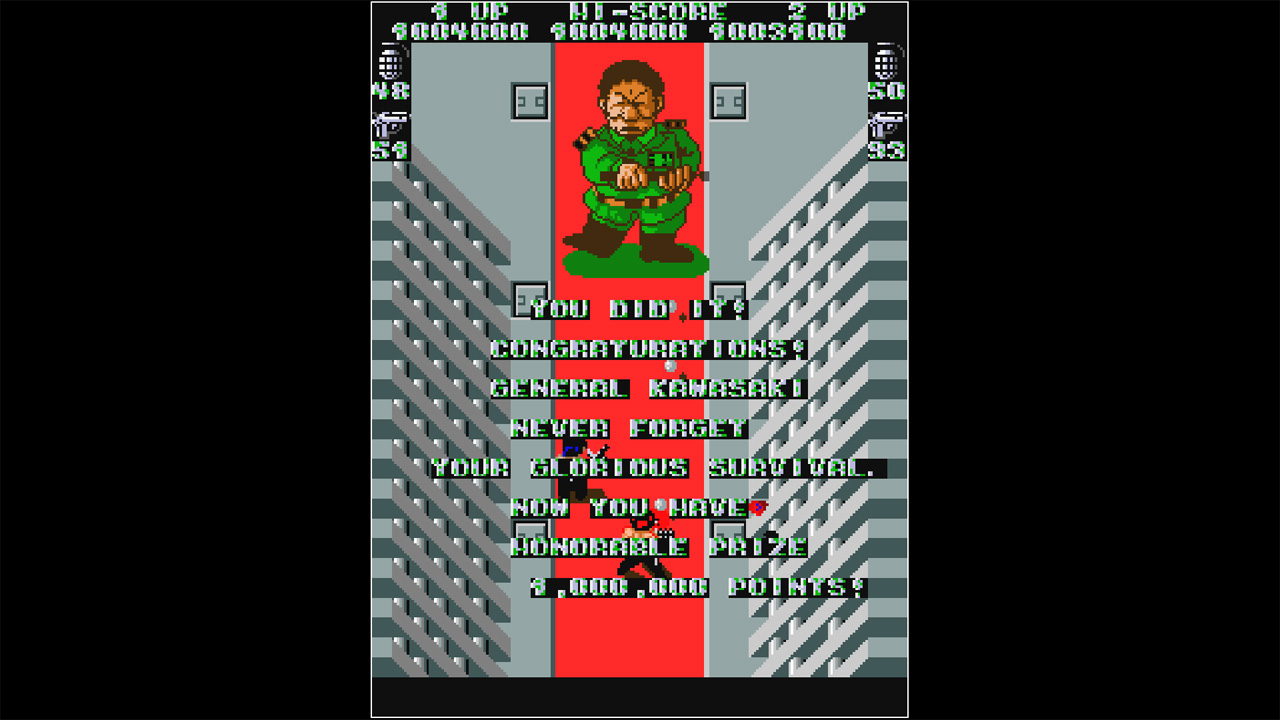 1 UP HI-SCORE 2 UP
1004000 1004000 1003100
48 50
51 93
YOU DID IT!
CONGRATURATIONS!
GENERAL KAWASAKI
NEVER FORGET
YOUR GLORIOUS SURVIVAL.
NOW YOU HAVE
HONORABLE PRIZE
1,000,000 POINTS!